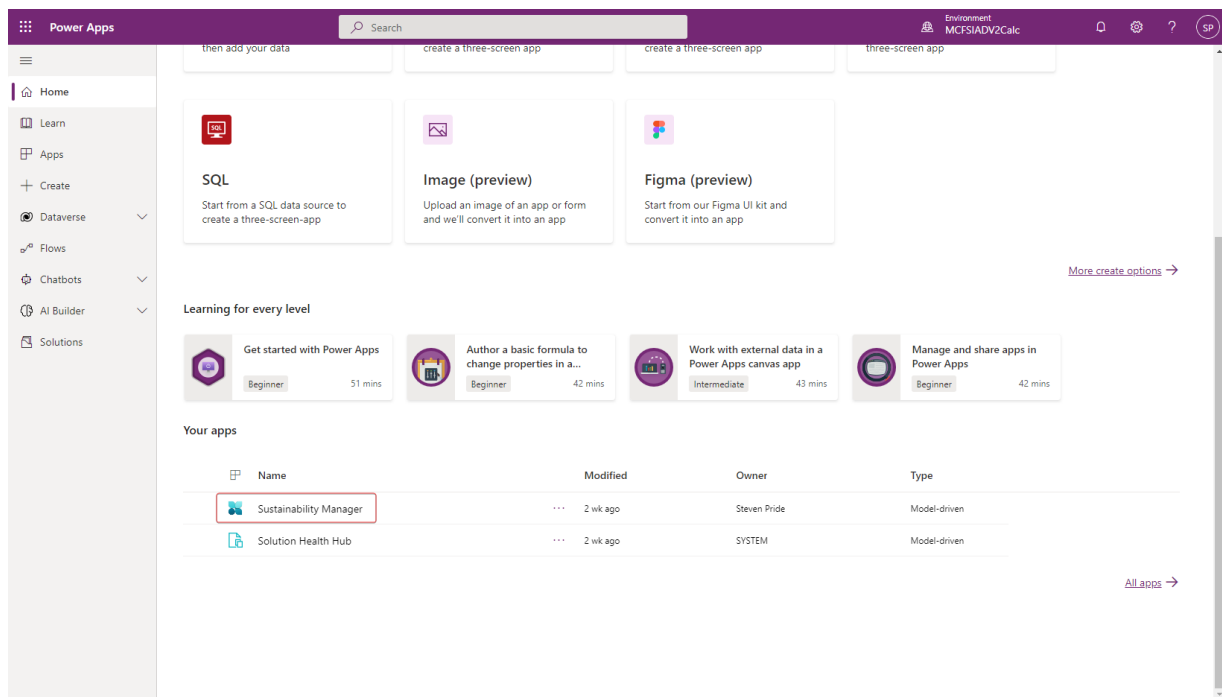 Power Apps
Search
Environment
MCFSIADV2Calc
?
SP
then add your data
create a three-screen app
create a three-screen app
three-screen app
Home
Learn
Apps
Create
Dataverse
Flows
Chatbots
AI Builder
Solutions
SQL
SQL
Start from a SQL data source to
create a three-screen-app
Image (preview)
Upload an image of an app or form
and we'll convert it into an app
Figma (preview)
Start from our Figma UI kit and
convert it into an app
More create options
Learning for every level
Get started with Power Apps
Beginner 51 mins
Author a basic formula to
change properties in a...
Beginner 42 mins
Work with external data in a
Power Apps canvas app
Intermediate 43 mins
Manage and share apps in
Power Apps
Beginner 42 mins
Your apps
Name Modified Owner Type
Sustainability Manager ... 2 wk ago Steven Pride Model-driven
Solution Health Hub ... 2 wk ago SYSTEM Model-driven
All apps